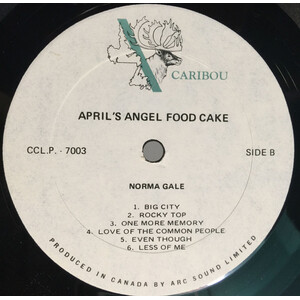 CARIBOU
APRIL'S ANGEL FOOD CAKE
CCL.P. - 7003
SIDE B
NORMA GALE
1. BIG CITY
2. ROCKY TOP
3. ONE MORE MEMORY
4. LOVE OF THE COMMON PEOPLE
5. EVEN THOUGH
6. LESS OF ME
PRODUCED IN CANADA BY ARC SOUND LIMITED